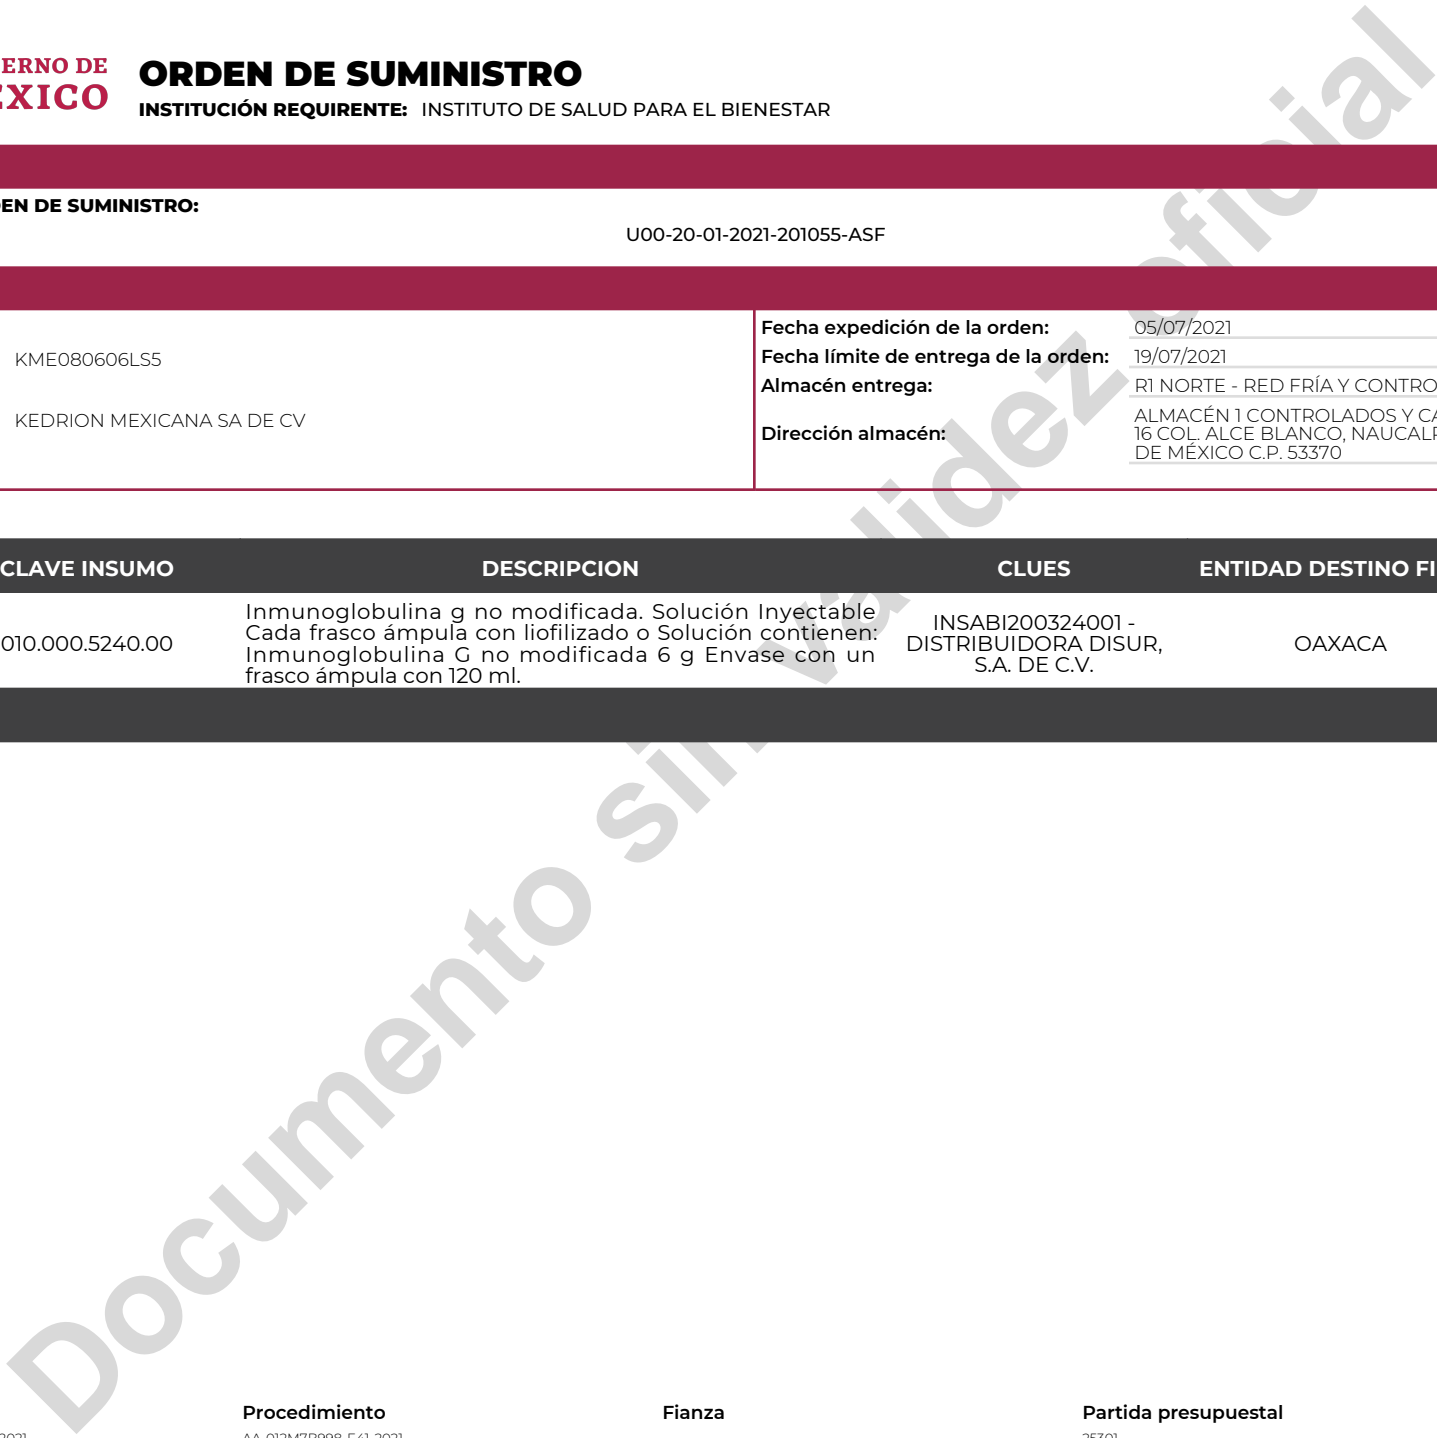 ERNO DE
EXICO
ORDEN DE SUMINISTRO
INSTITUCIÓN REQUIRENTE: INSTITUTO DE SALUD PARA EL BIENESTAR
EN DE SUMINISTRO:
U00-20-01-2021-201055-ASF
KME080606LS5
KEDRION MEXICANA SA DE CV
Fecha expedición de la orden: 05/07/2021
Fecha límite de entrega de la orden: 19/07/2021
Almacén entrega: R1 NORTE - RED FRÍA Y CONTRO
Dirección almacén:
ALMACÉN 1 CONTROLADOS Y CA
16 COL. ALCE BLANCO, NAUCALP
DE MÉXICO C.P. 53370
CLAVE INSUMO DESCRIPCION CLUES ENTIDAD DESTINO FI
010.000.5240.00
Inmunoglobulina g no modificada. Solución Inyectable
Cada frasco ámpula con liofilizado o Solución contienen:
Inmunoglobulina G no modificada 6 g Envase con un
frasco ámpula con 120 ml.
INSABI200324001 -
DISTRIBUIDORA DISUR,
S.A. DE C.V.
OAXACA
Documento sin validez oficial
Procedimiento Fianza Partida presupuestal